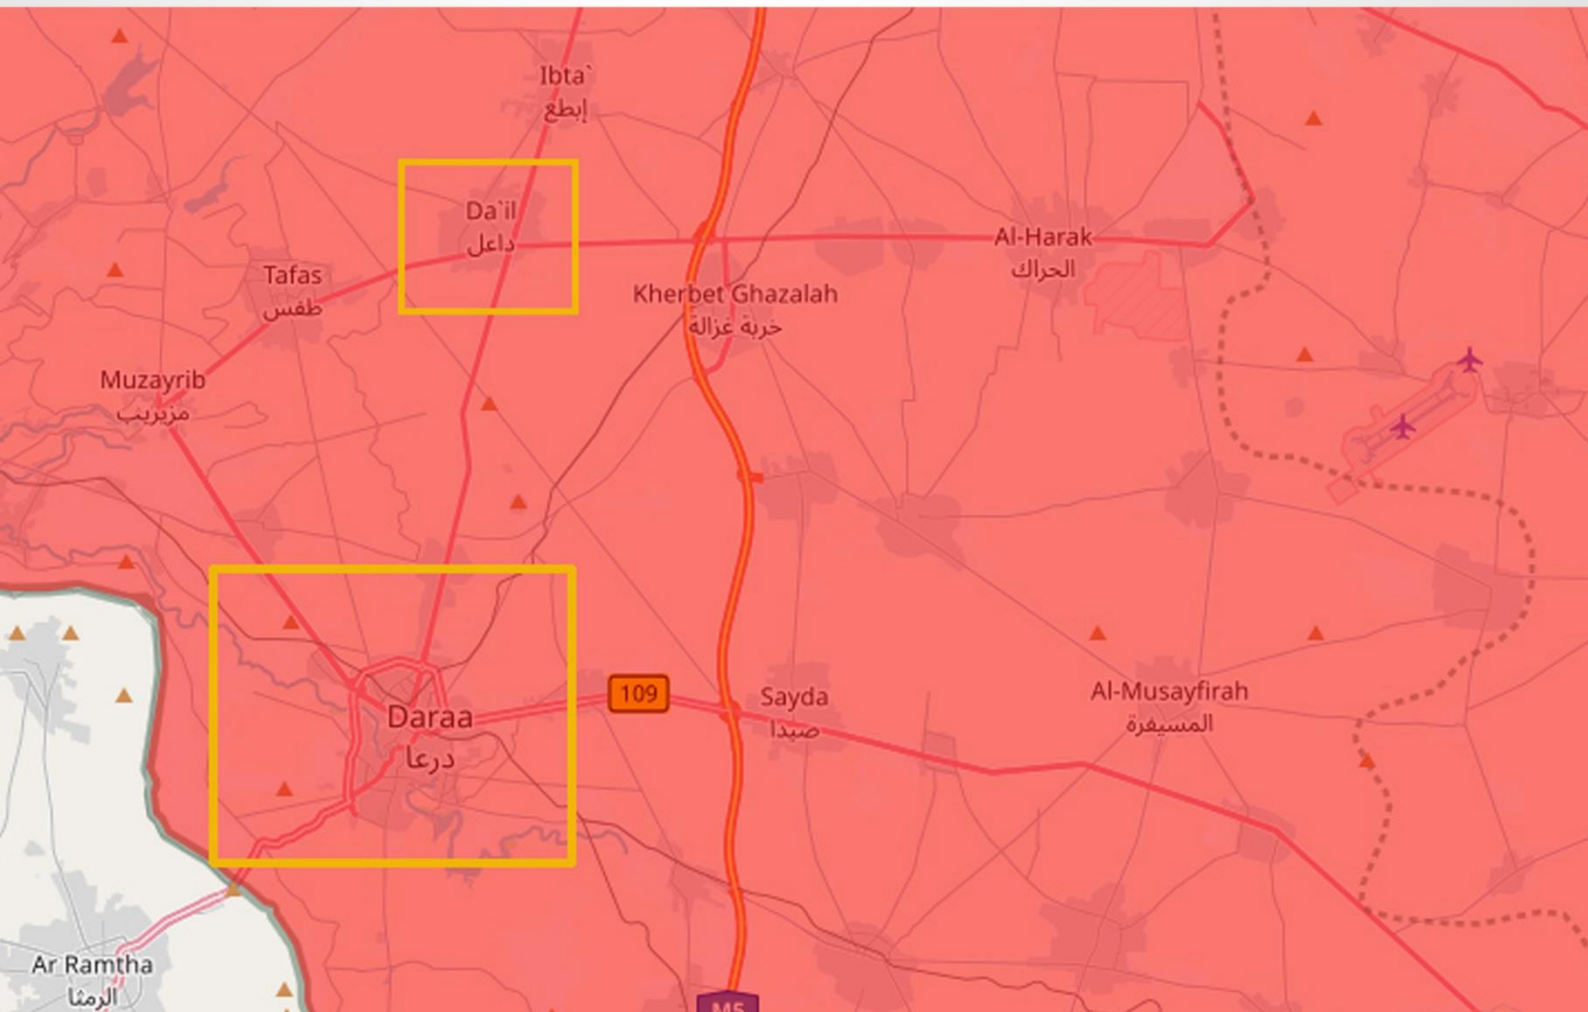 Ibta`
إبطع
Da`il
داعل
Al-Harak
الحراك
Tafas
طفس
Kherbet Ghazalah
خربة غزالة
Muzayrib
مزيريب
109
Sayda
صيدا
Al-Musayfirah
المسيفرة
Daraa
درعا
Ar Ramtha
الرمثا
M5